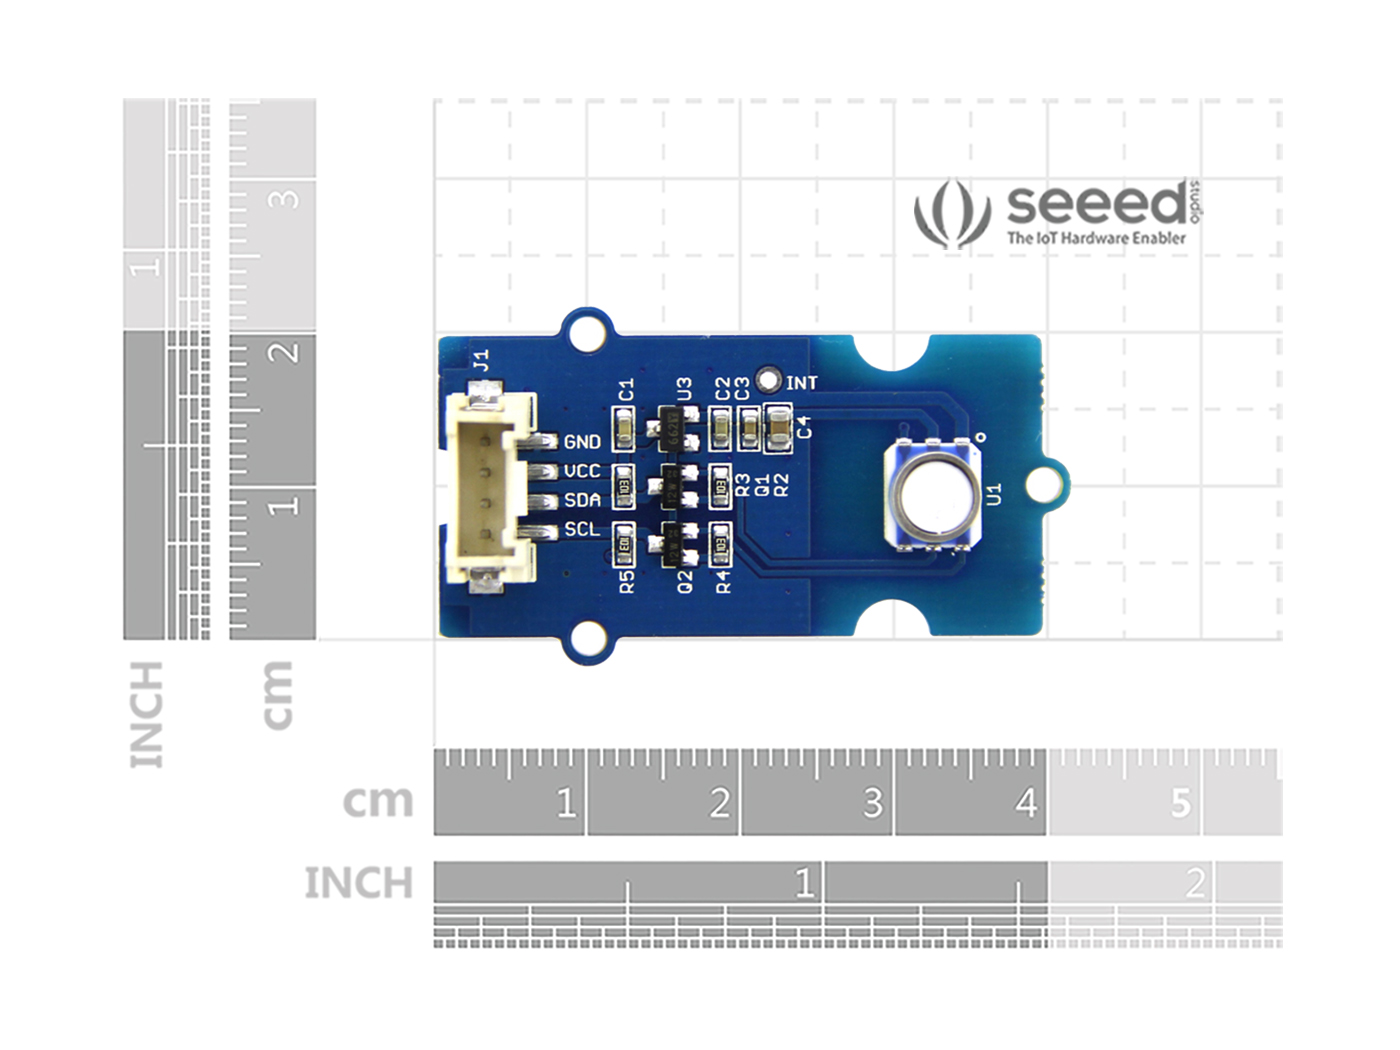 seeed
studio
The IoT Hardware Enabler
3
2
1
1
INCH
cm
J1
C1
U3
C2
C3
INT
C4
GND
VCC
SDA
SCL
662K
R3
Q1
R2
U1
R5
Q2
R4
cm 1 2 3 4 5
INCH 1 2